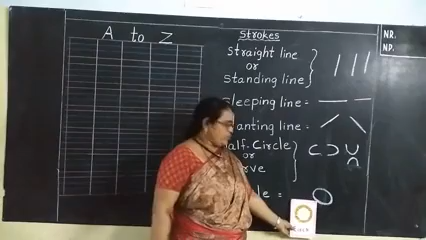 A to Z
Strokes
NR.
NP.
Straight line
or
Standing line
leeping line =
anting line =
alf-Circle
or
rve
le =